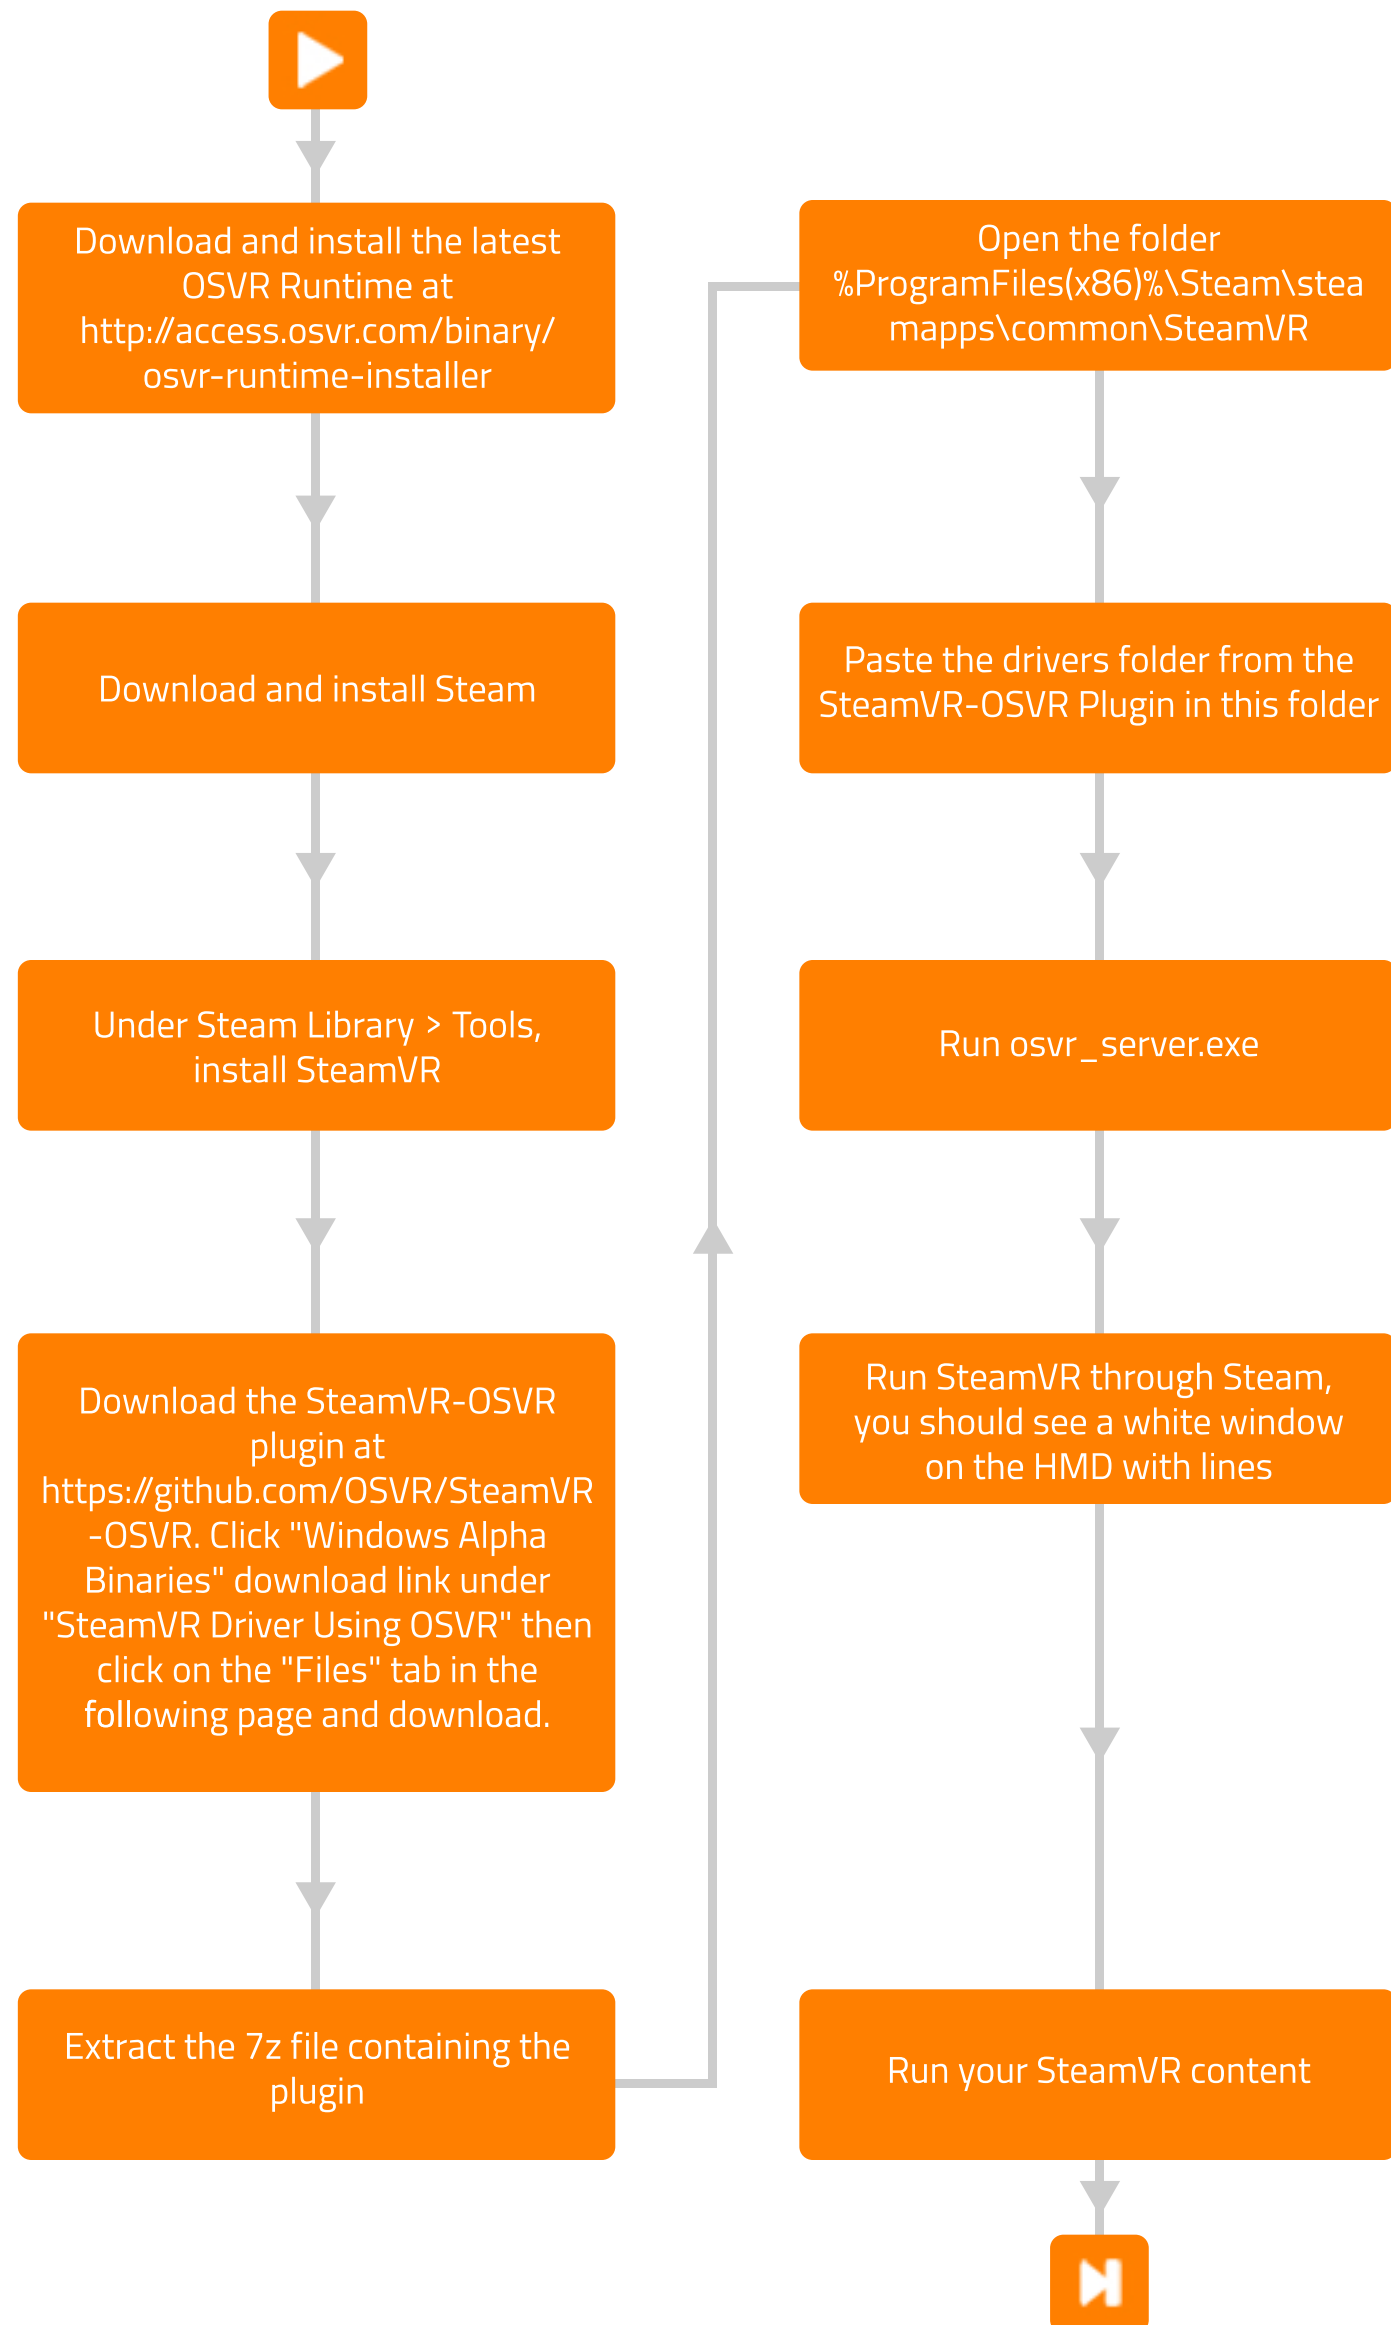 Download and install the latest
OSVR Runtime at
http://access.osvr.com/binary/
osvr-runtime-installer
Download and install Steam
Under Steam Library > Tools,
install SteamVR
Download the SteamVR-OSVR
plugin at
https://github.com/OSVR/SteamVR
-OSVR. Click "Windows Alpha
Binaries" download link under
"SteamVR Driver Using OSVR" then
click on the "Files" tab in the
following page and download.
Extract the 7z file containing the
plugin
Open the folder
%ProgramFiles(x86)%\Steam\stea
mapps\common\SteamVR
Paste the drivers folder from the
SteamVR-OSVR Plugin in this folder
Run osvr_server.exe
Run SteamVR through Steam,
you should see a white window
on the HMD with lines
Run your SteamVR content